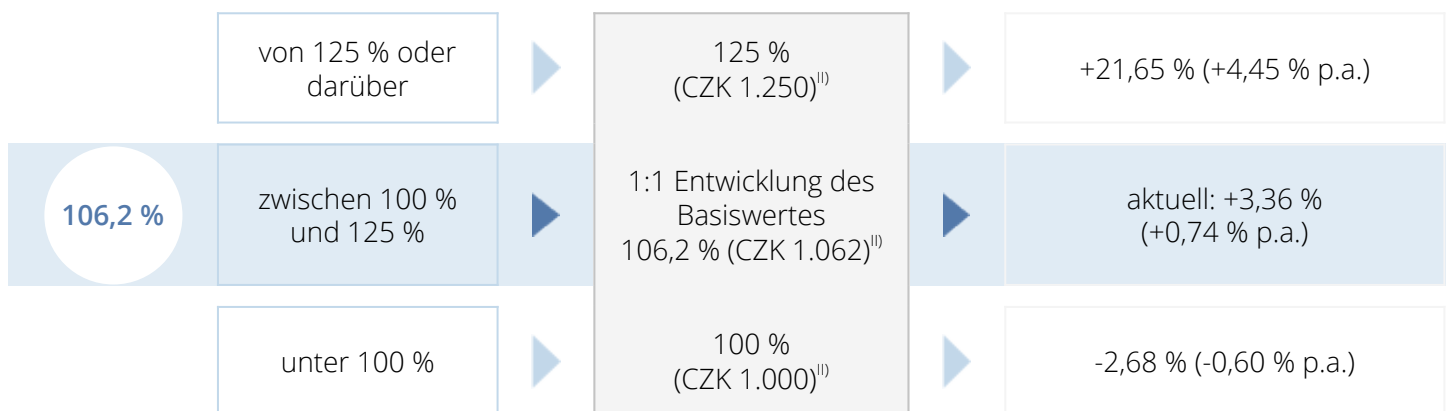 von 125 % oder
darüber
125 %
(CZK 1.250)II)
+21,65 % (+4,45 % p.a.)
106,2 %
zwischen 100 %
und 125 %
1:1 Entwicklung des
Basiswertes
106,2 % (CZK 1.062)II)
aktuell: +3,36 %
(+0,74 % p.a.)
unter 100 %
100 %
(CZK 1.000)II)
-2,68 % (-0,60 % p.a.)